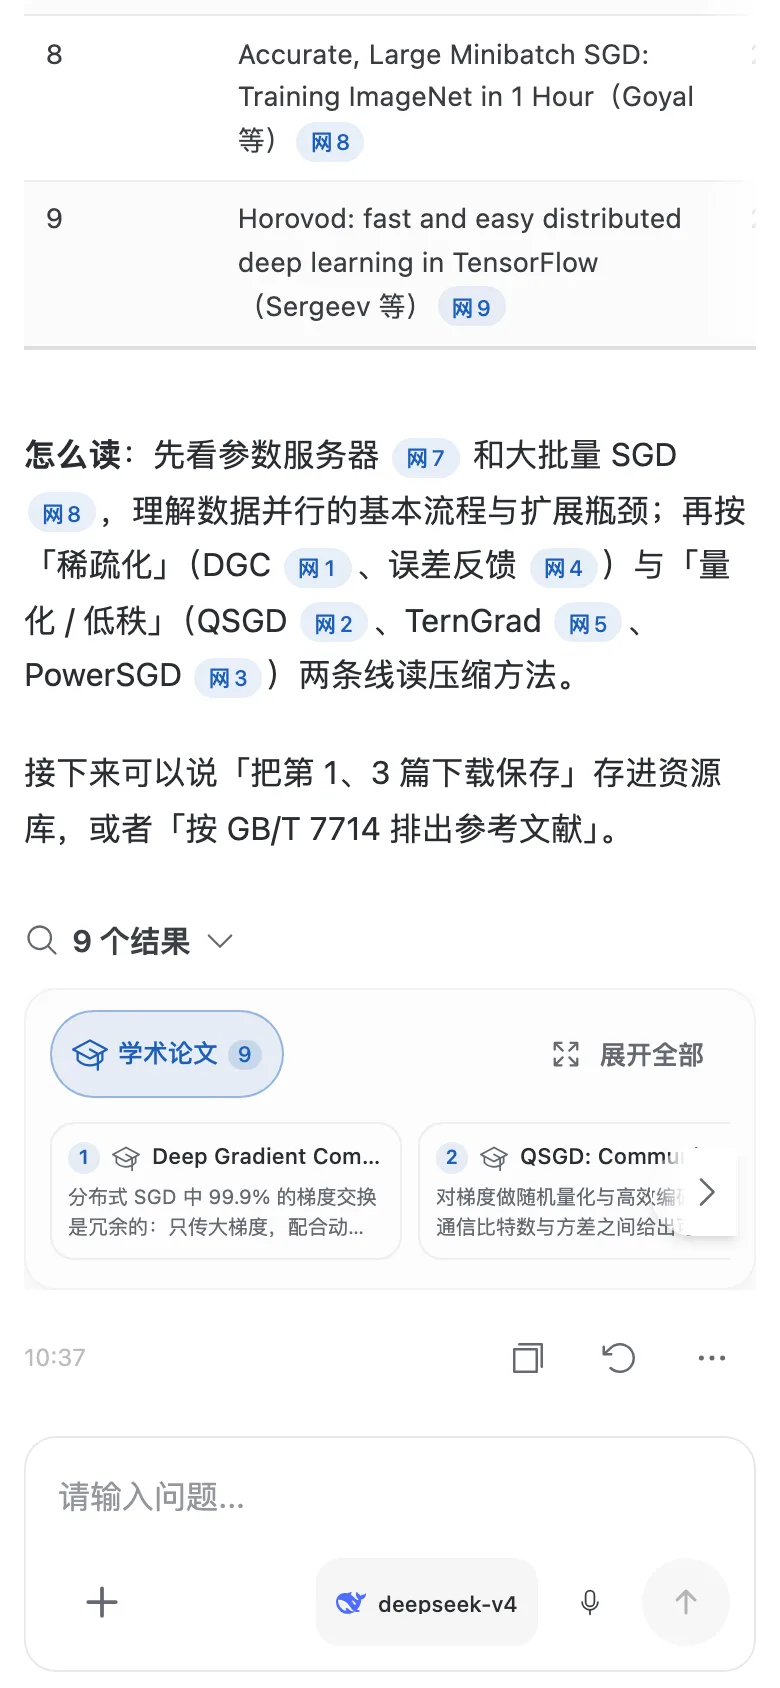 8
Accurate, Large Minibatch SGD:
Training ImageNet in 1 Hour（Goyal
等） 网 8
9
Horovod: fast and easy distributed
deep learning in TensorFlow
（Sergeev 等） 网 9
怎么读：先看参数服务器 网 7 和大批量 SGD
网 8 ，理解数据并行的基本流程与扩展瓶颈；再按
「稀疏化」（DGC 网 1 、误差反馈 网 4 ）与「量
化 / 低秩」（QSGD 网 2 、TernGrad 网 5 、
PowerSGD 网 3 ）两条线读压缩方法。
接下来可以说「把第 1、3 篇下载保存」存进资源
库，或者「按 GB/T 7714 排出参考文献」。
9 个结果
学术论文 9
展开全部
1 Deep Gradient Com...
分布式 SGD 中 99.9% 的梯度交换
是冗余的：只传大梯度，配合动...
2 QSGD: Commu
对梯度做随机量化与高效编
通信比特数与方差之间给出
10:37
请输入问题...
deepseek-v4